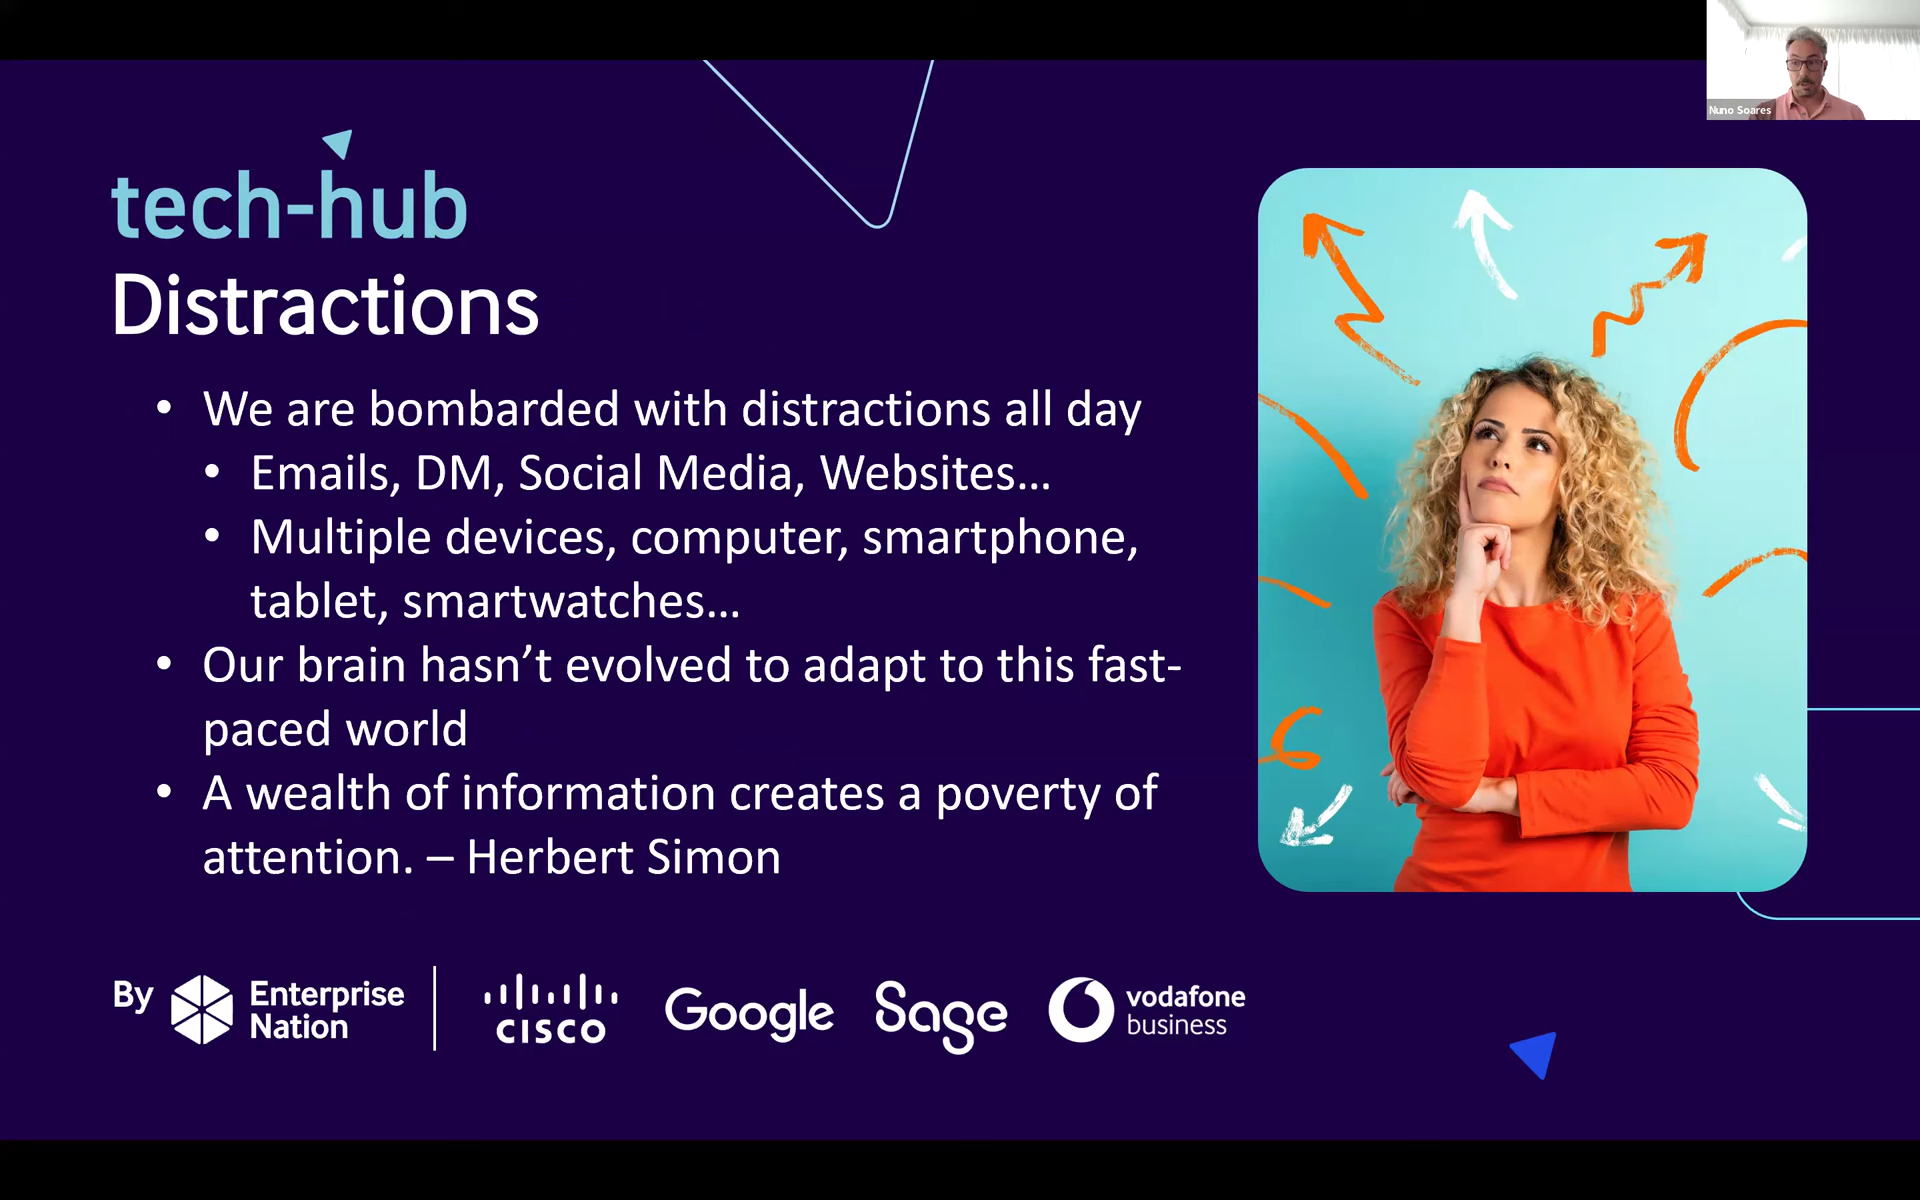 Nuno Soares
tech-hub
Distractions
• We are bombarded with distractions all day
• Emails, DM, Social Media, Websites…
• Multiple devices, computer, smartphone,
tablet, smartwatches…
• Our brain hasn’t evolved to adapt to this fast-
paced world
• A wealth of information creates a poverty of
attention. – Herbert Simon
By Enterprise
Nation
CISCO
Google
Sage
vodafone
business